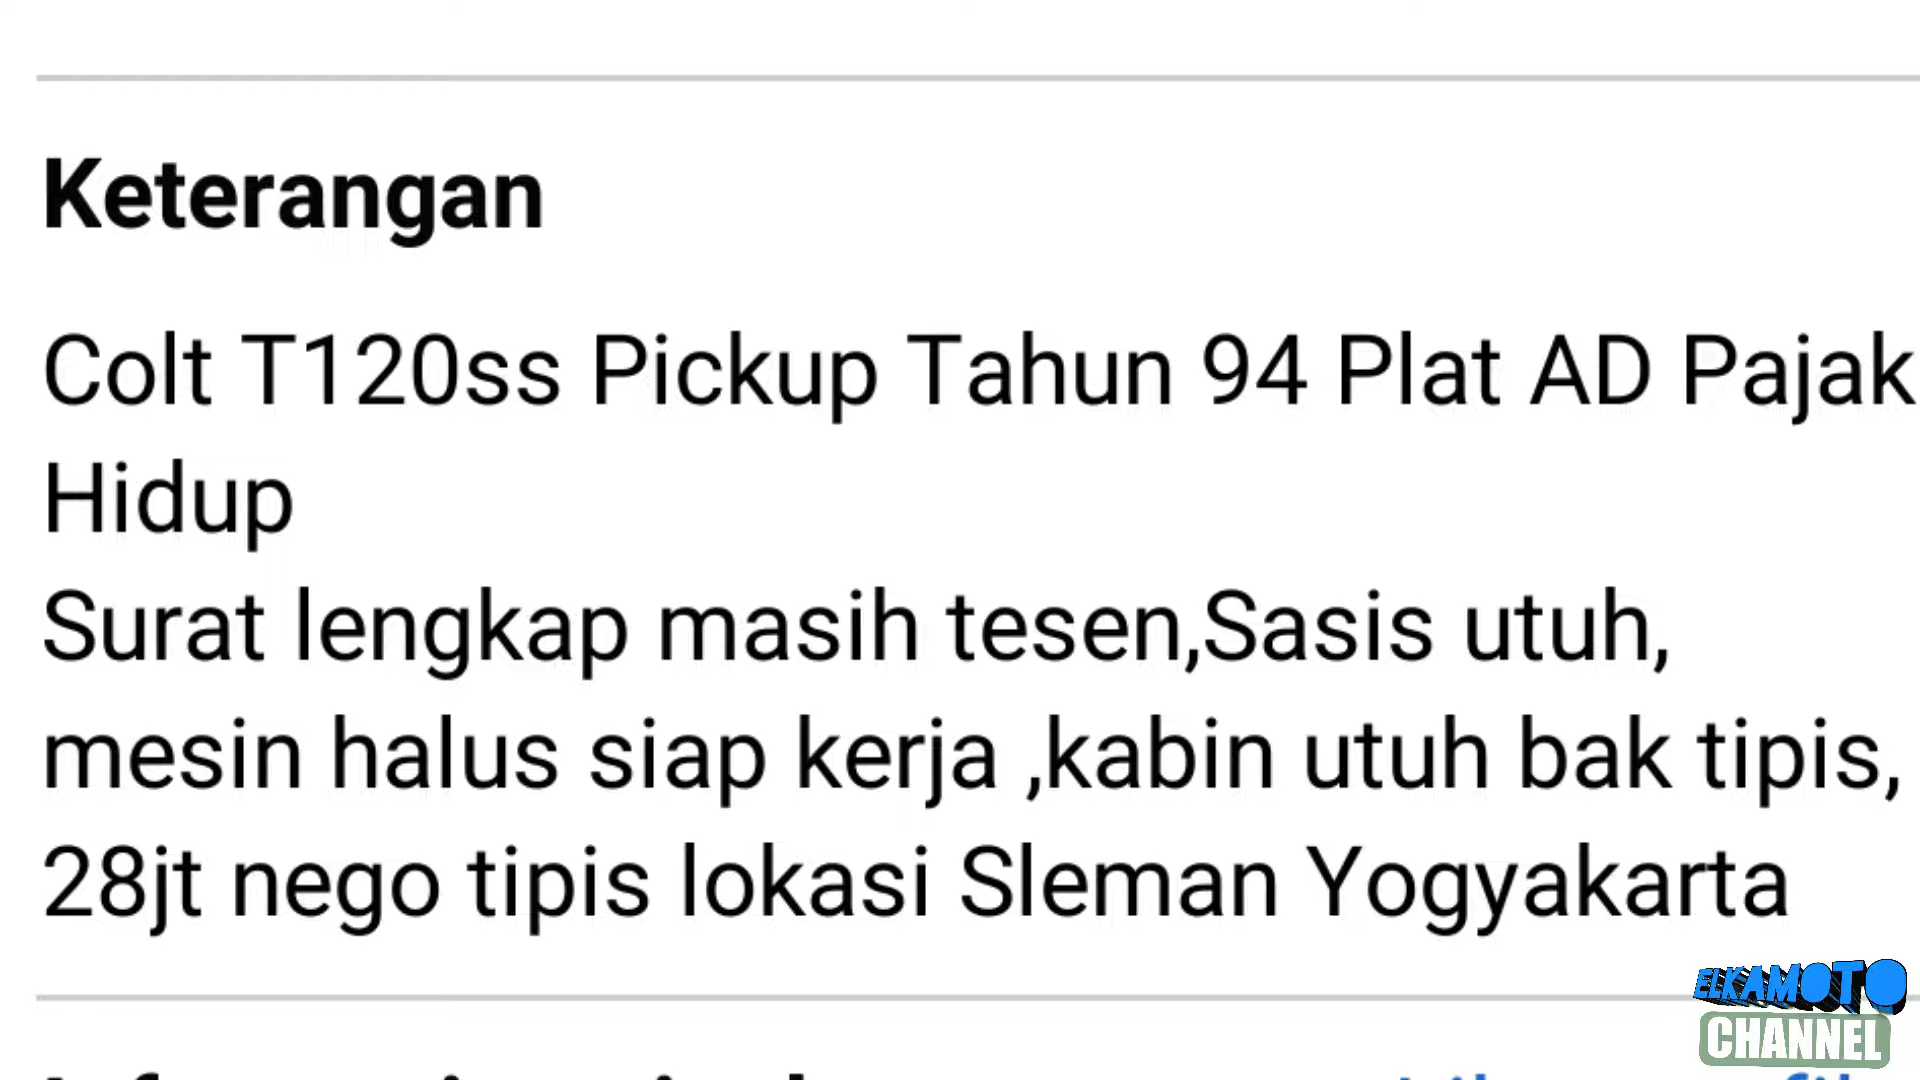 Keterangan
Colt T120ss Pickup Tahun 94 Plat AD Pajak
Hidup
Surat lengkap masih tesen,Sasis utuh,
mesin halus siap kerja ,kabin utuh bak tipis,
28jt nego tipis lokasi Sleman Yogyakarta
ELKAMOTO
CHANNEL